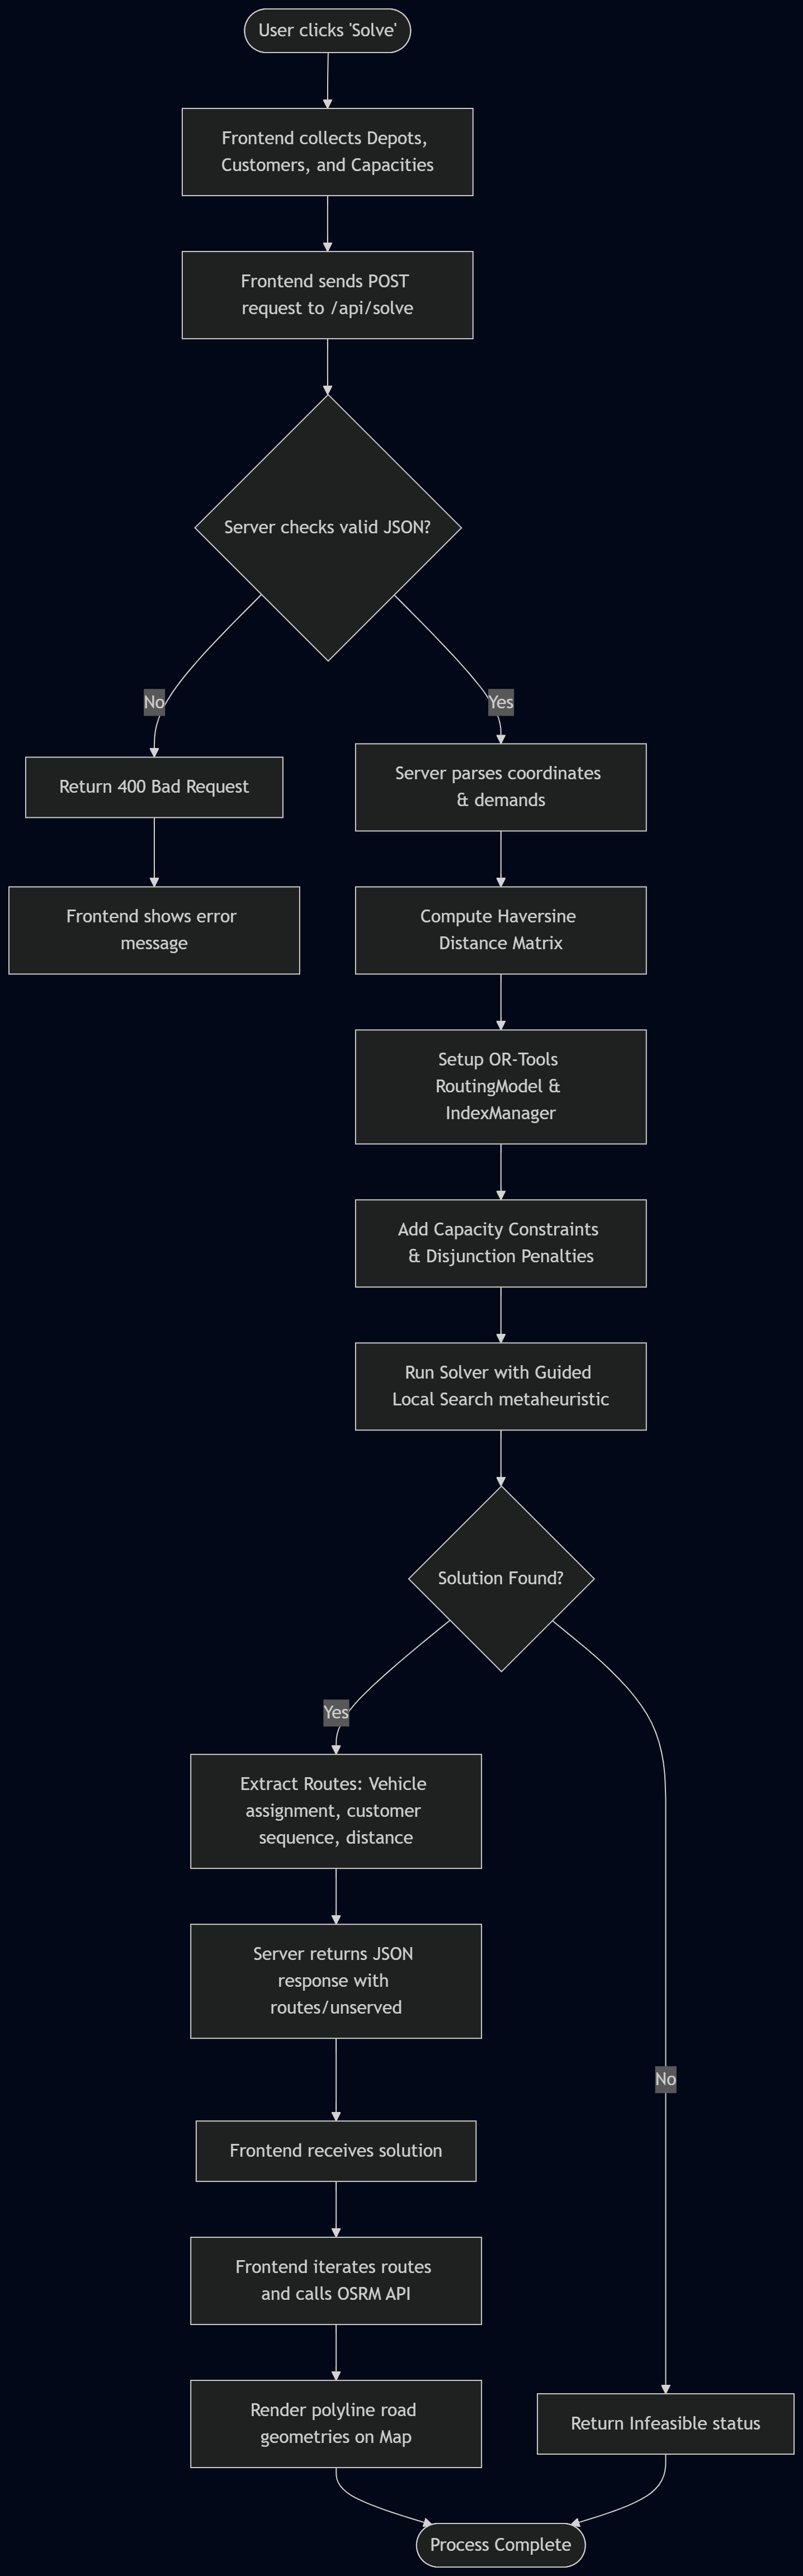 User clicks 'Solve'
Frontend collects Depots,
Customers, and Capacities
Frontend sends POST
request to /api/solve
Server checks valid JSON?
No
Yes
Return 400 Bad Request
Frontend shows error
message
Server parses coordinates
& demands
Compute Haversine
Distance Matrix
Setup OR-Tools
RoutingModel &
IndexManager
Add Capacity Constraints
& Disjunction Penalties
Run Solver with Guided
Local Search metaheuristic
Solution Found?
Yes
Extract Routes: Vehicle
assignment, customer
sequence, distance
Server returns JSON
response with
routes/unserved
No
Frontend receives solution
Frontend iterates routes
and calls OSRM API
Render polyline road
geometries on Map
Return Infeasible status
Process Complete